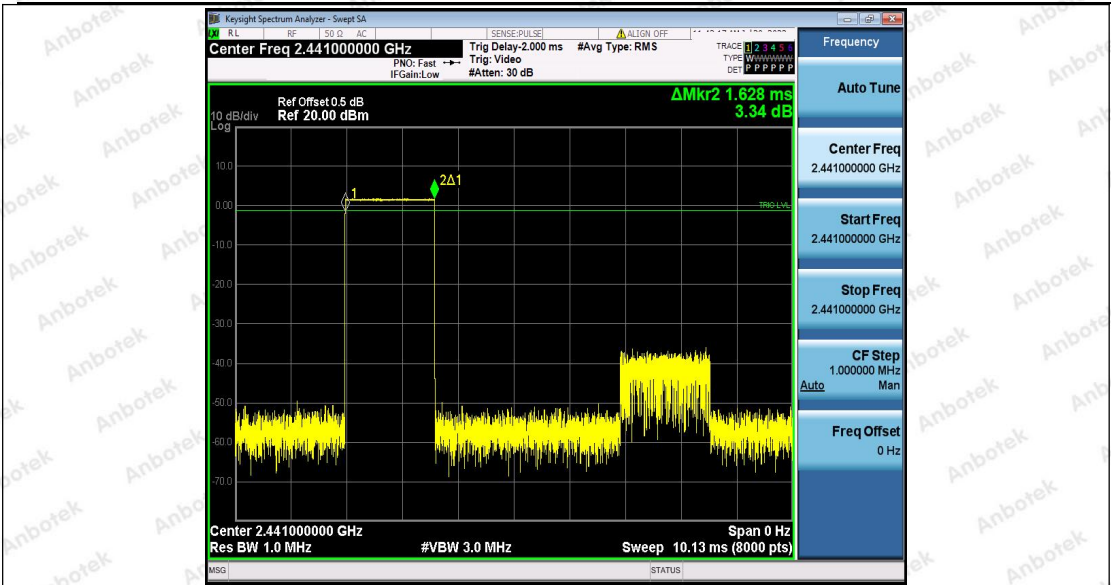 Keysight Spectrum Analyzer - Swept SA
RL RF 50 Ω AC SENSE:PULSE ALIGN OFF
Center Freq 2.441000000 GHz
PNO: Fast
IFGain:Low
Trig Delay-2.000 ms
Trig: Video
#Atten: 30 dB
#Avg Type: RMS
TRACE 1 2 3 4 5 6
TYPE WWWWWW
DET P P P P P P
Frequency
ΔMkr2 1.628 ms
3.34 dB
Ref Offset 0.5 dB
10 dB/div Ref 20.00 dBm
Log
10.0
0.00
-10.0
-20.0
-30.0
-40.0
-50.0
-60.0
-70.0
1
2Δ1
TRIG LVL
Center 2.441000000 GHz
Span 0 Hz
Res BW 1.0 MHz
#VBW 3.0 MHz
Sweep 10.13 ms (8000 pts)
MSG
STATUS
Auto Tune
Center Freq
2.441000000 GHz
Start Freq
2.441000000 GHz
Stop Freq
2.441000000 GHz
CF Step
1.000000 MHz
Auto Man
Freq Offset
0 Hz
Anbotek